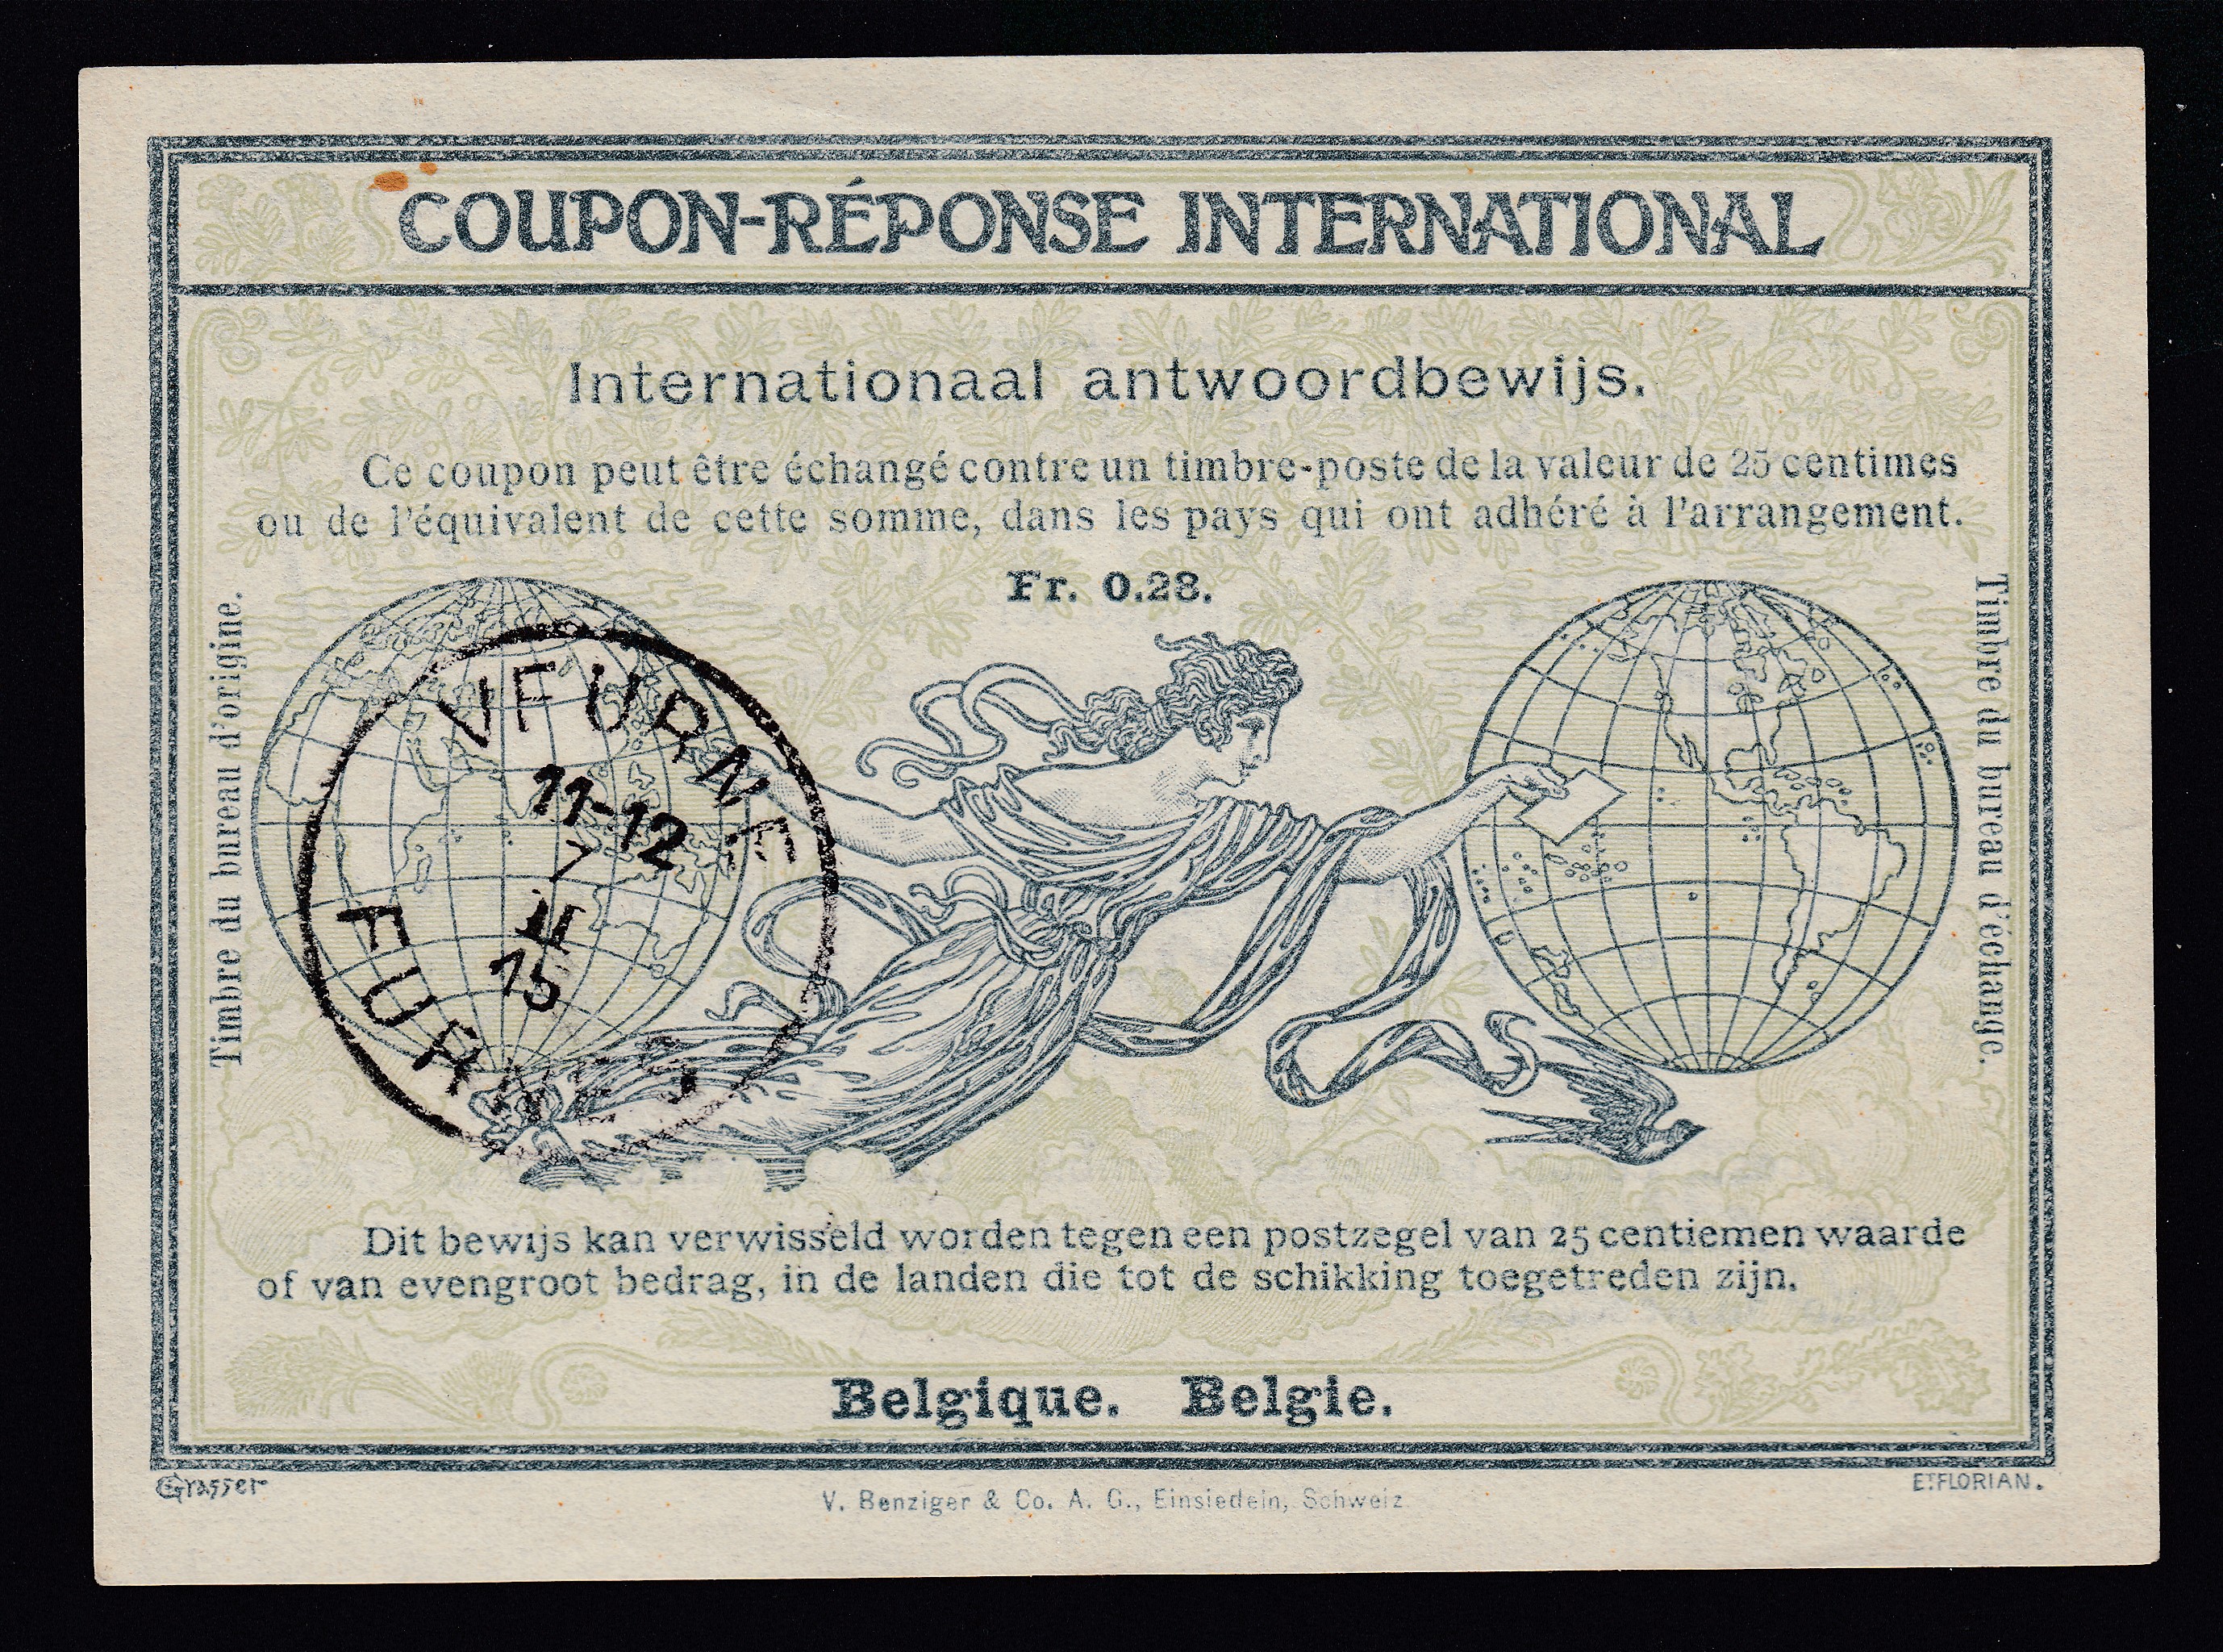 COUPON-RÉPONSE INTERNATIONAL
Internationaal antwoordbewijs.
Ce coupon peut être échangé contre un timbre-poste de la valeur de 25 centimes
ou de l'équivalent de cette somme, dans les pays qui ont adhéré à l'arrangement.
Fr. 0.28.
Timbre du bureau d'origine.
VEURNE
11-12
7
II
15
FURNES
Timbre du bureau d'échange.
Dit bewijs kan verwisseld worden tegen een postzegel van 25 centiemen waarde
of van evengroot bedrag, in de landen die tot de schikking toegetreden zijn.
Belgique. Belgie.
EGrasser
V. Benziger & Co. A. G., Einsiedeln, Schweiz
ET FLORIAN.